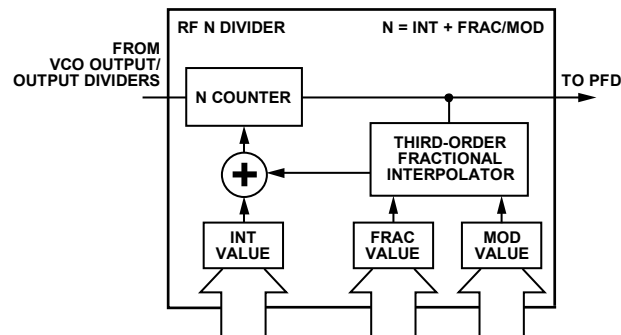 RF N DIVIDER
N = INT + FRAC/MOD
FROM
VCO OUTPUT/
OUTPUT DIVIDERS
N COUNTER
TO PFD
THIRD-ORDER
FRACTIONAL
INTERPOLATOR
+
INT
VALUE
FRAC
VALUE
MOD
VALUE